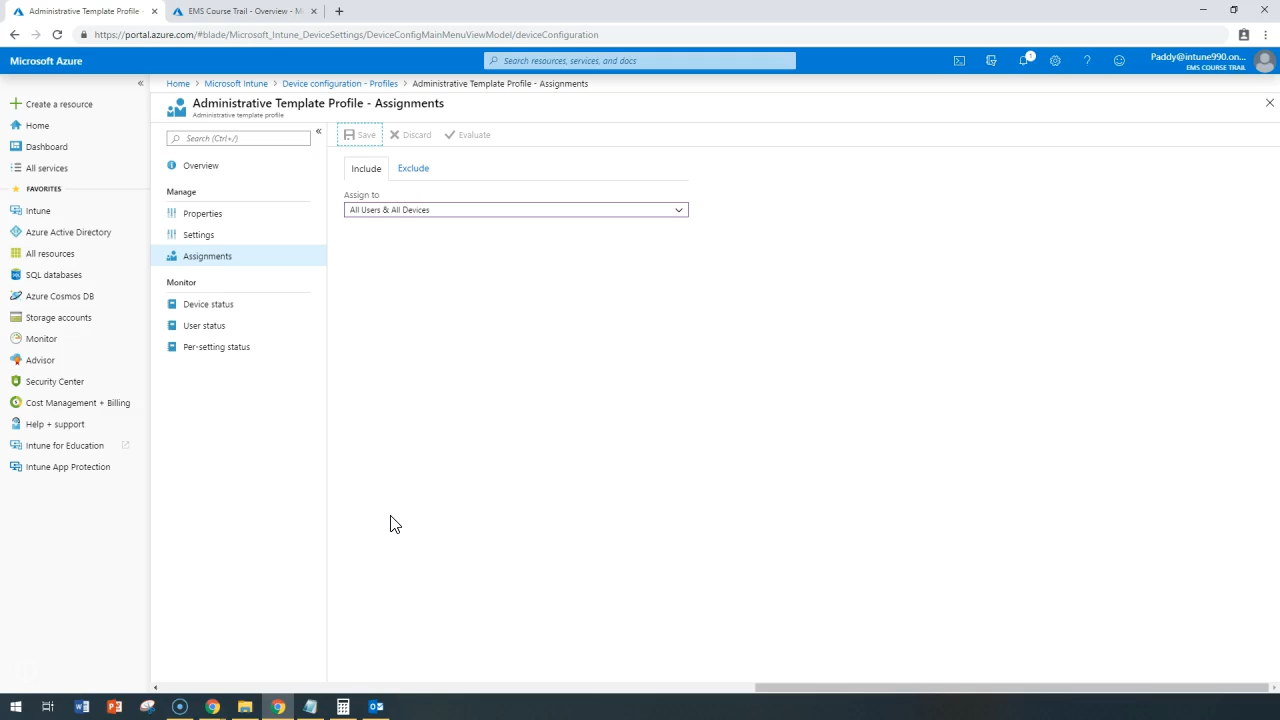 Administrative Template Profile -
EMS Course Trail - Overview - M
https://portal.azure.com/#blade/Microsoft_Intune_DeviceSettings/DeviceConfigMainMenuViewModel/deviceConfiguration
Microsoft Azure
Search resources, services, and docs
1
Paddy@intune990.on...
EMS COURSE TRAIL
Home > Microsoft Intune > Device configuration - Profiles > Administrative Template Profile - Assignments
Administrative Template Profile - Assignments
Administrative template profile
Create a resource
Home
Dashboard
All services
FAVORITES
Intune
Azure Active Directory
All resources
SQL databases
Azure Cosmos DB
Storage accounts
Monitor
Advisor
Security Center
Cost Management + Billing
Help + support
Intune for Education
Intune App Protection
Search (Ctrl+/)
Overview
Manage
Properties
Settings
Assignments
Monitor
Device status
User status
Per-setting status
Save Discard Evaluate
Include Exclude
Assign to
All Users & All Devices